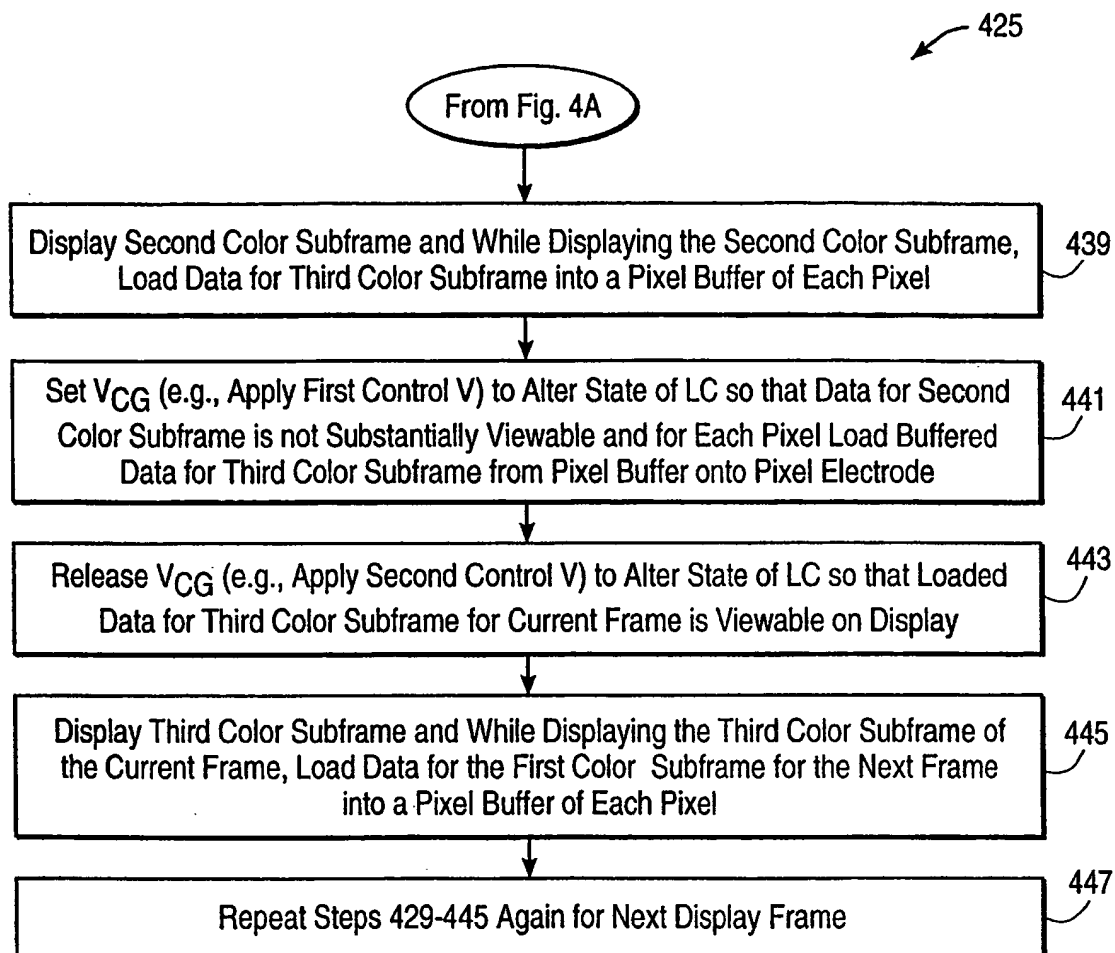 425
From Fig. 4A
Display Second Color Subframe and While Displaying the Second Color Subframe,
Load Data for Third Color Subframe into a Pixel Buffer of Each Pixel
439
Set VCG (e.g., Apply First Control V) to Alter State of LC so that Data for Second
Color Subframe is not Substantially Viewable and for Each Pixel Load Buffered
Data for Third Color Subframe from Pixel Buffer onto Pixel Electrode
441
Release VCG (e.g., Apply Second Control V) to Alter State of LC so that Loaded
Data for Third Color Subframe for Current Frame is Viewable on Display
443
Display Third Color Subframe and While Displaying the Third Color Subframe of
the Current Frame, Load Data for the First Color Subframe for the Next Frame
into a Pixel Buffer of Each Pixel
445
Repeat Steps 429-445 Again for Next Display Frame
447